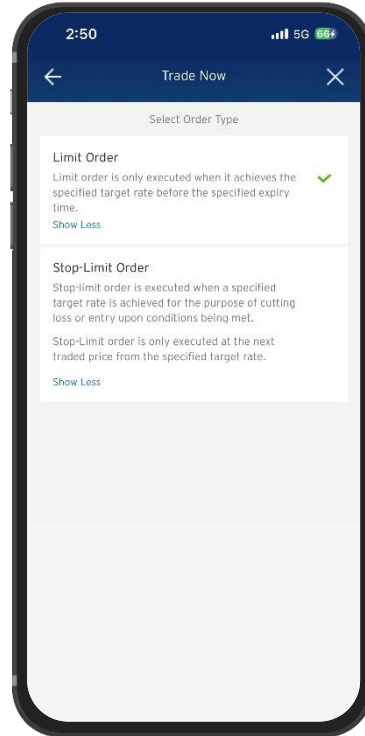 2:50
5G 66
Trade Now
Select Order Type
Limit Order
Limit order is only executed when it achieves the
specified target rate before the specified expiry
time.
Show Less
Stop-Limit Order
Stop-limit order is executed when a specified
target rate is achieved for the purpose of cutting
loss or entry upon conditions being met.
Stop-Limit order is only executed at the next
traded price from the specified target rate.
Show Less